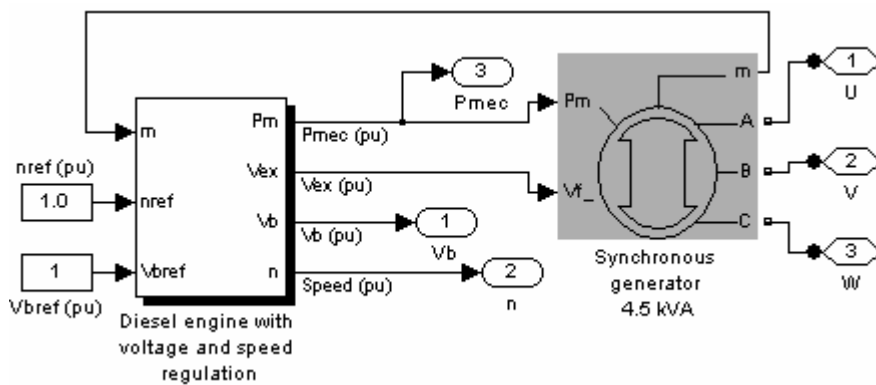 nref (pu)
1.0
1
Vbref (pu)
m
nref
Vbref
Pm
Vex
Vb
n
Diesel engine with
voltage and speed
regulation
Pmec (pu)
Vex (pu)
Vb (pu)
Speed (pu)
3
Pmec
1
Vb
2
n
Pm
Vf_
m
A
B
C
Synchronous
generator
4.5 kVA
1
U
2
V
3
W